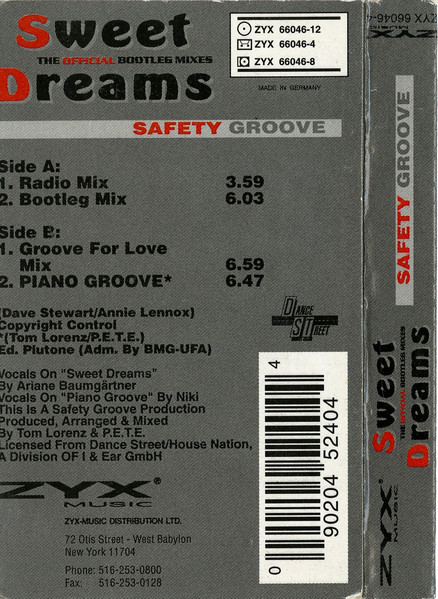 Sweet
THE OFFICIAL BOOTLEG MIXES
Dreams
ZYX 66046-12
ZYX 66046-4
ZYX 66046-8
MADE IN GERMANY
SAFETY GROOVE
Side A:
1. Radio Mix 3.59
2. Bootleg Mix 6.03
Side B:
1. Groove For Love
Mix 6.59
2. PIANO GROOVE* 6.47
(Dave Stewart/Annie Lennox)
Copyright Control
*(Tom Lorenz/P.E.T.E.)
Ed. Plutone (Adm. By BMG-UFA)
DANCE
STREET
Vocals On "Sweet Dreams"
By Ariane Baumgärtner
Vocals On "Piano Groove" By Niki
This Is A Safety Groove Production
Produced, Arranged & Mixed
By Tom Lorenz & P.E.T.E.
Licensed From Dance Street/House Nation,
A Division Of I & Ear GmbH
ZYX®
MUSIC
ZYX-MUSIC DISTRIBUTION LTD.
72 Otis Street - West Babylon
New York 11704
Phone: 516-253-0800
Fax: 516-253-0128
0 90204 52404 4
ZYX 66046-4
SAFETY GROOVE
Sweet
THE OFFICIAL BOOTLEG MIXES
Dreams
ZYX®
MUSIC